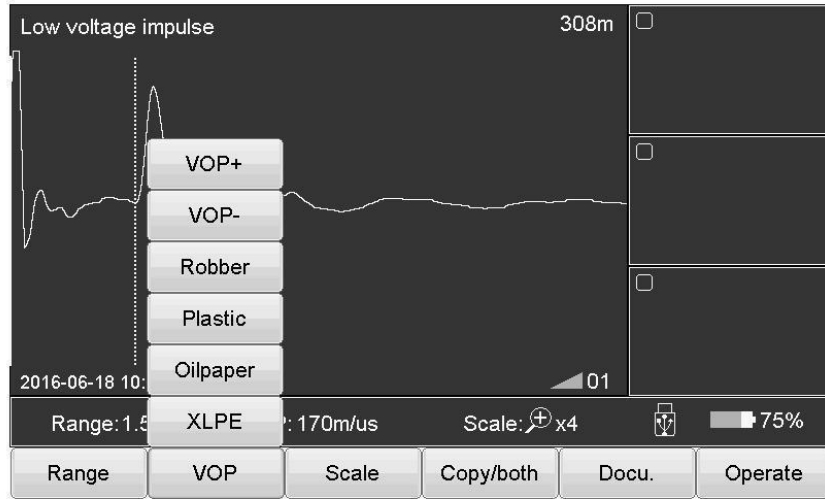 Low voltage impulse 308m
VOP+
VOP-
Robber
Plastic
Oilpaper
XLPE
2016-06-18 10: 01
Range:1.5 : 170m/us Scale: x4 75%
Range VOP Scale Copy/both Docu. Operate